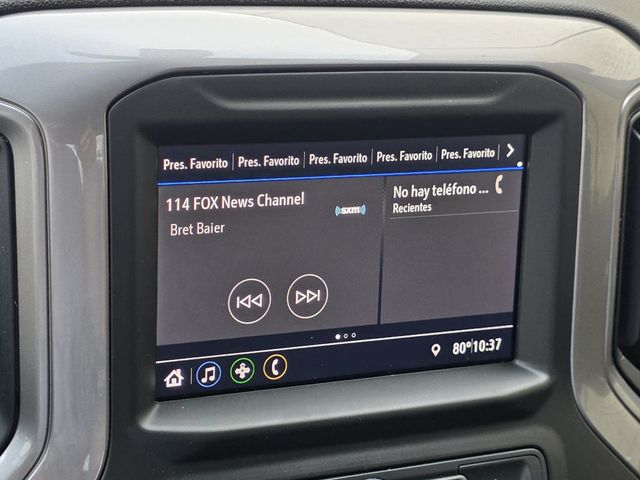 Pres. Favorito Pres. Favorito Pres. Favorito Pres. Favorito Pres. Favorito
114 FOX News Channel
sxm
Bret Baier
No hay teléfono ...
Recientes
80° 10:37